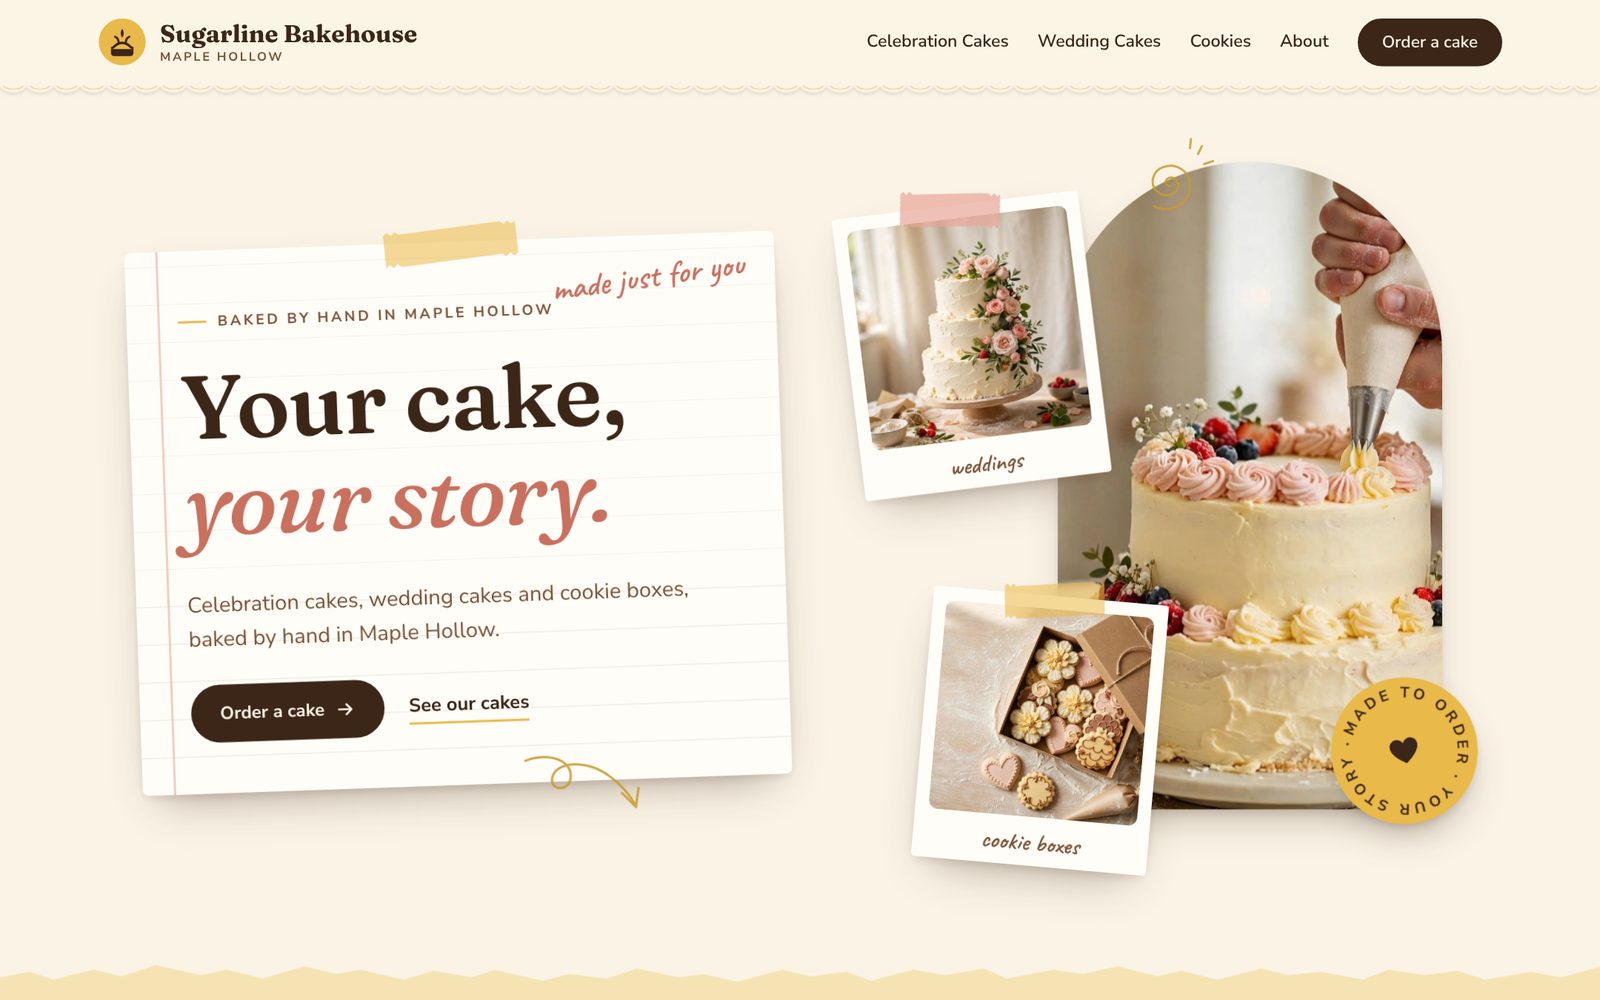 Sugarline Bakehouse
MAPLE HOLLOW
Celebration Cakes
Wedding Cakes
Cookies
About
Order a cake
made just for you
BAKED BY HAND IN MAPLE HOLLOW
Your cake,
your story.
Celebration cakes, wedding cakes and cookie boxes,
baked by hand in Maple Hollow.
Order a cake
See our cakes
weddings
cookie boxes
MADE TO ORDER · YOUR STORY ·